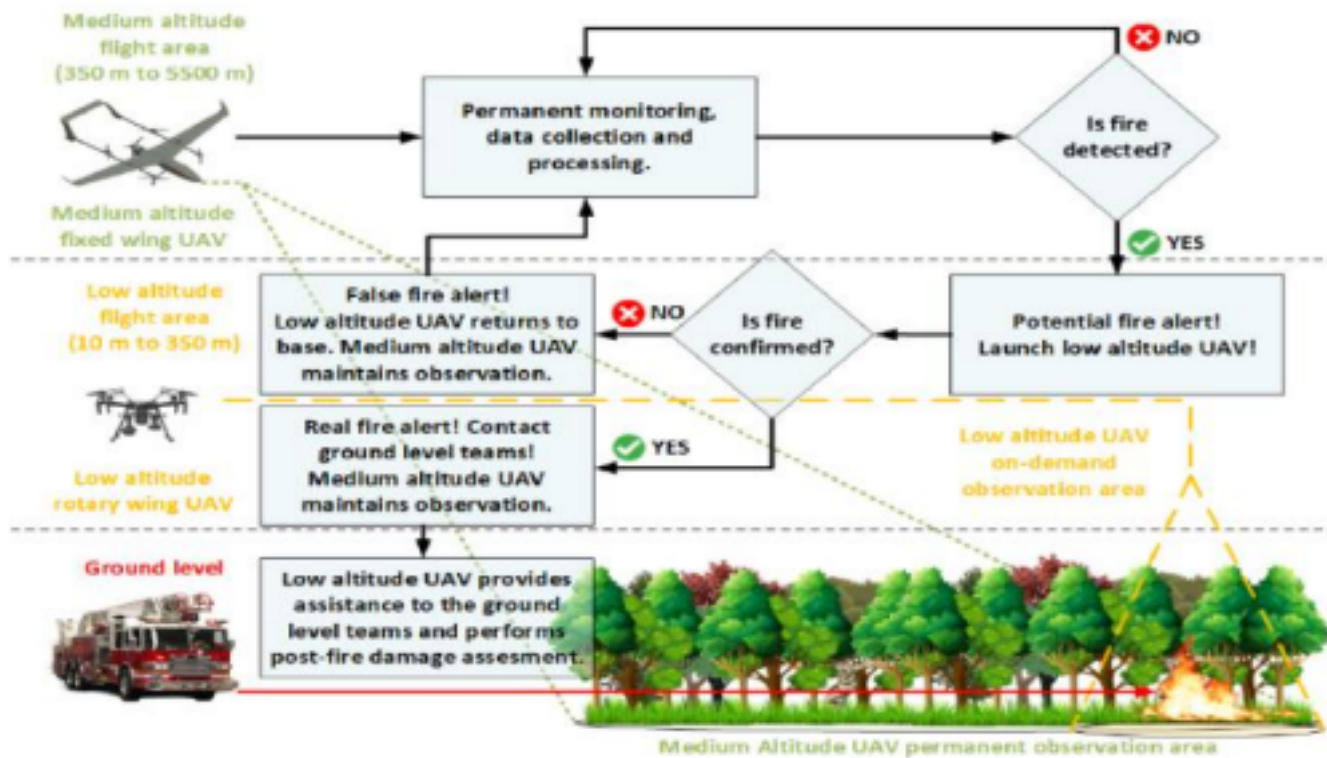 Medium altitude
flight area
(350 m to 5500 m)
NO
Permanent monitoring,
data collection and
processing.
Is fire
detected?
Medium altitude
fixed wing UAV
YES
Low altitude
flight area
(10 m to 350 m)
False fire alert!
Low altitude UAV returns to
base. Medium altitude UAV
maintains observation.
NO
Is fire
confirmed?
Potential fire alert!
Launch low altitude UAV!
Real fire alert! Contact
ground level teams!
Medium altitude UAV
maintains observation.
YES
Low altitude UAV
on-demand
observation area
Low altitude
rotary wing UAV
Ground level
Low altitude UAV provides
assistance to the ground
level teams and performs
post-fire damage assesment.
Medium Altitude UAV permanent observation area